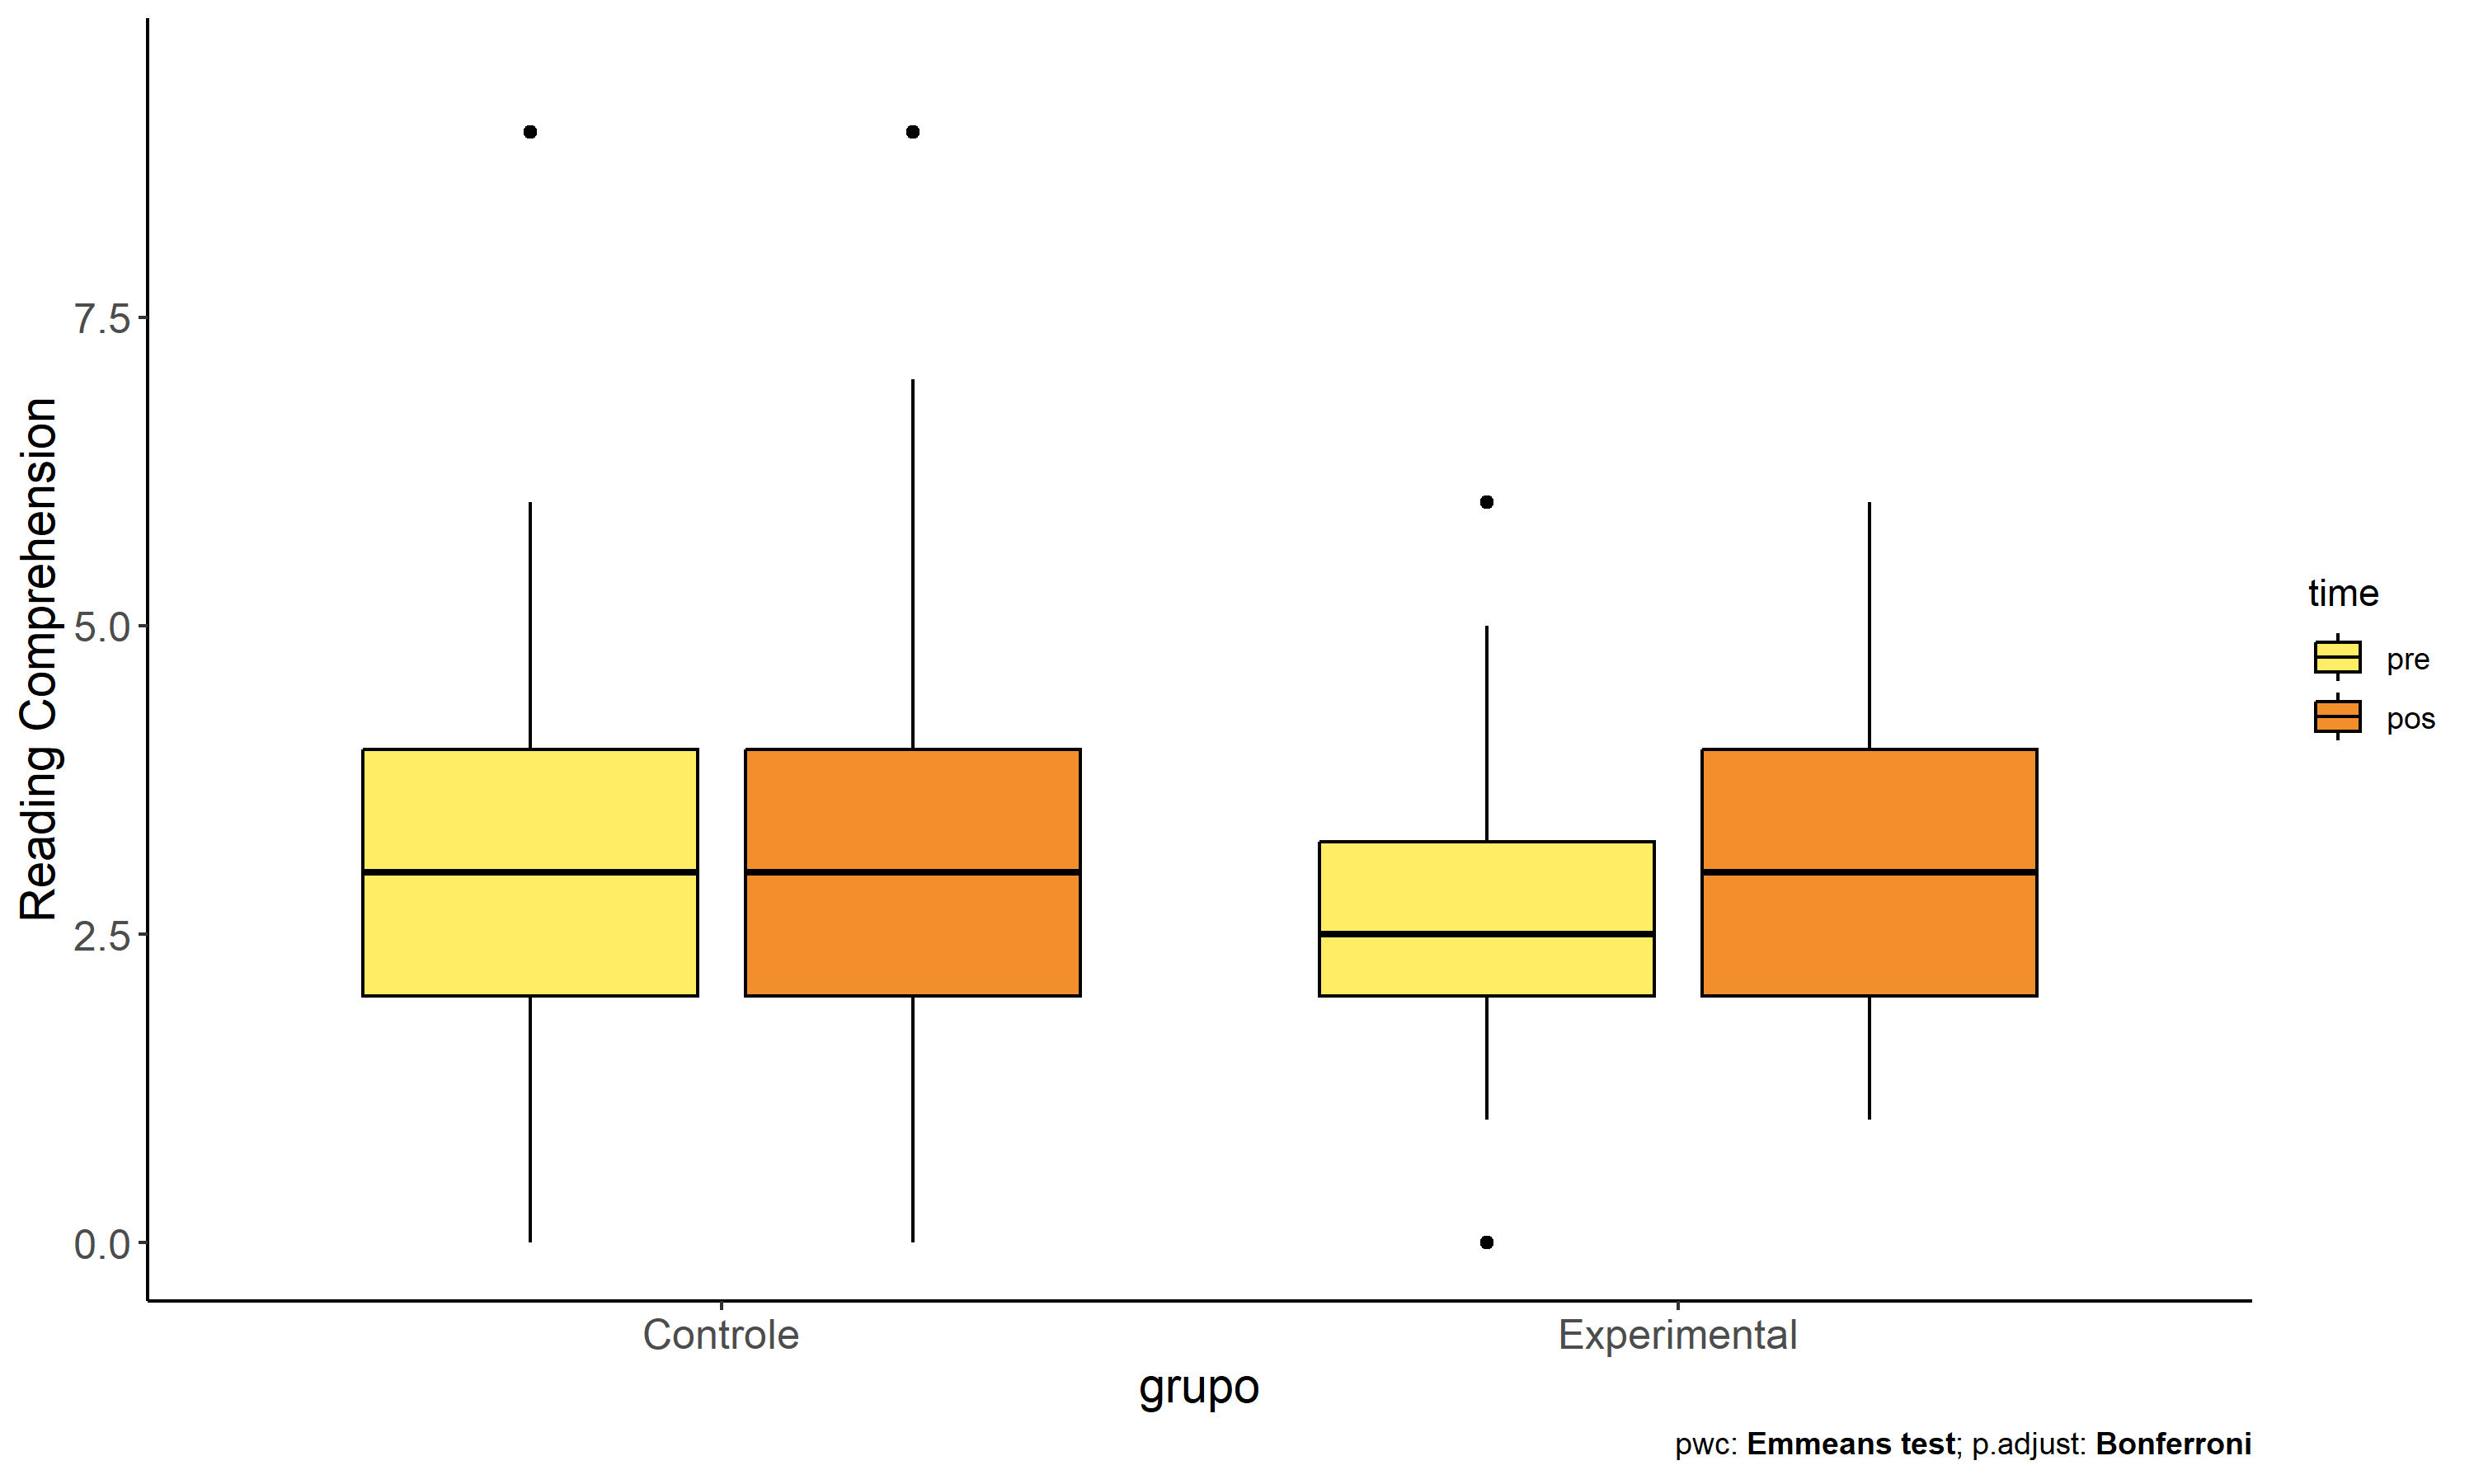 Reading Comprehension
7.5
5.0
2.5
0.0
Controle
Experimental
grupo
time
pre
pos
pwc: Emmeans test; p.adjust: Bonferroni